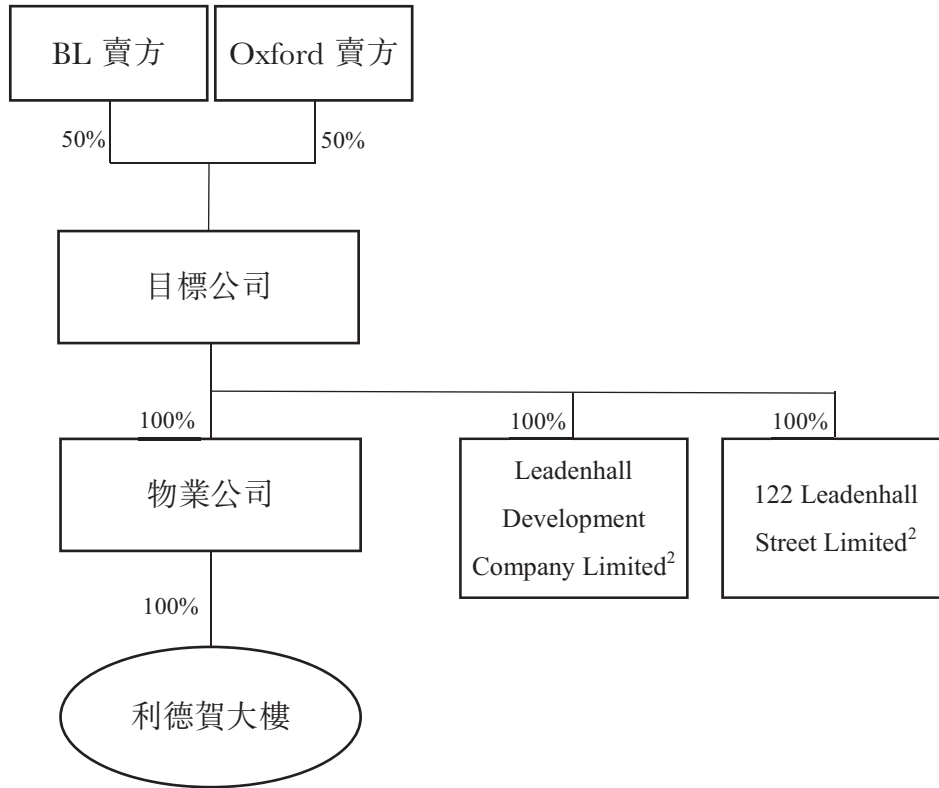 BL 賣方
Oxford 賣方
50%
50%
目標公司
100%
100%
100%
物業公司
Leadenhall
Development
Company Limited²
122 Leadenhall
Street Limited²
100%
利德賀大樓